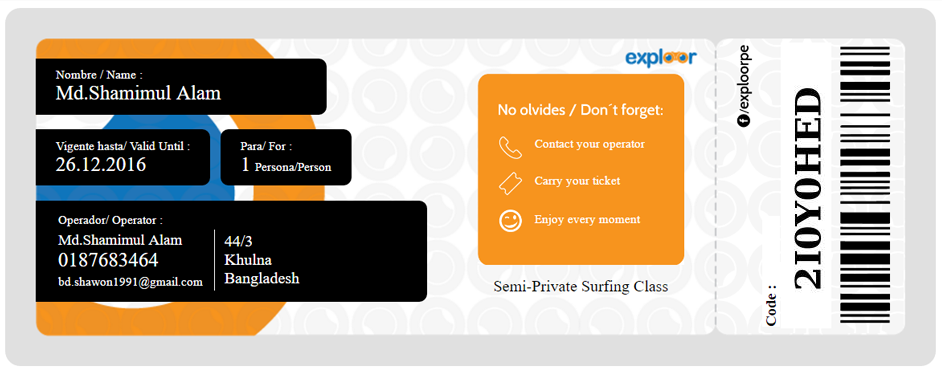 Nombre / Name :
Md.Shamimul Alam
Vigente hasta/ Valid Until :
26.12.2016
Para/ For :
1 Persona/Person
Operador/ Operator :
Md.Shamimul Alam
0187683464
bd.shawon1991@gmail.com
44/3
Khulna
Bangladesh
exploor
No olvides / Don´t forget:
Contact your operator
Carry your ticket
Enjoy every moment
Semi-Private Surfing Class
f/exploorpe
Code :
2I0Y0HED